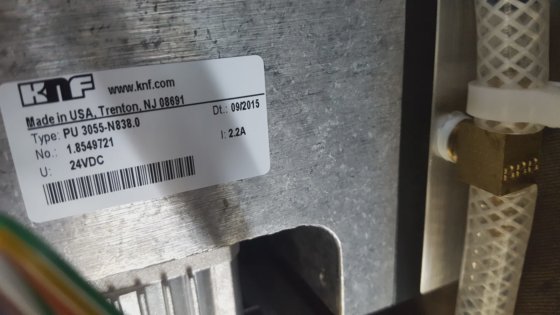 KNF www.knf.com
Made in USA, Trenton, NJ 08691
Type: PU 3055-N838.0 Dt.: 09/2015
No.: 1.8549721
U: 24VDC I: 2.2A